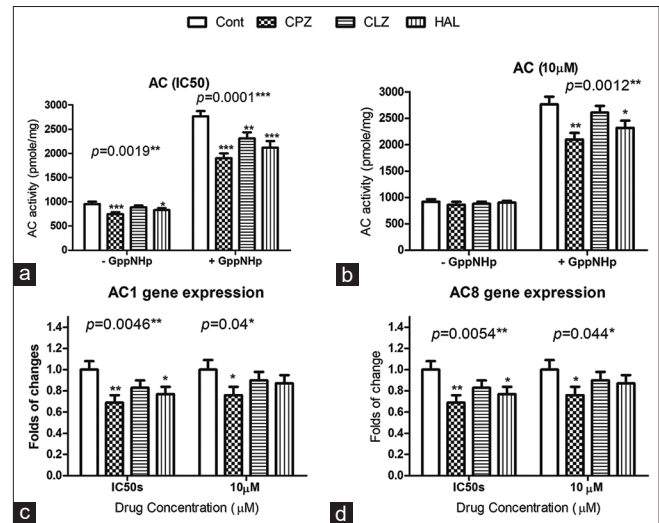 Cont CPZ CLZ HAL
AC (IC50)
p=0.0001***
p=0.0019**
AC activity (pmole/mg)
3000
2500
2000
1500
1000
500
0
***
*
***
**
***
- GppNHp + GppNHp
a
AC (10µM)
p=0.0012**
AC activity (pmole/mg)
3000
2500
2000
1500
1000
500
0
**
*
- GppNHp + GppNHp
b
AC1 gene expression
p=0.0046** p=0.04*
Folds of changes
1.4
1.2
1.0
0.8
0.6
0.4
0.2
0.0
**
*
*
IC50s 10µM
Drug Concentration ( µM)
c
AC8 gene expression
p=0.0054** p=0.044*
Folds of change
1.4
1.2
1.0
0.8
0.6
0.4
0.2
0.0
**
*
*
IC50s 10 µM
Drug Concentration ( µM)
d